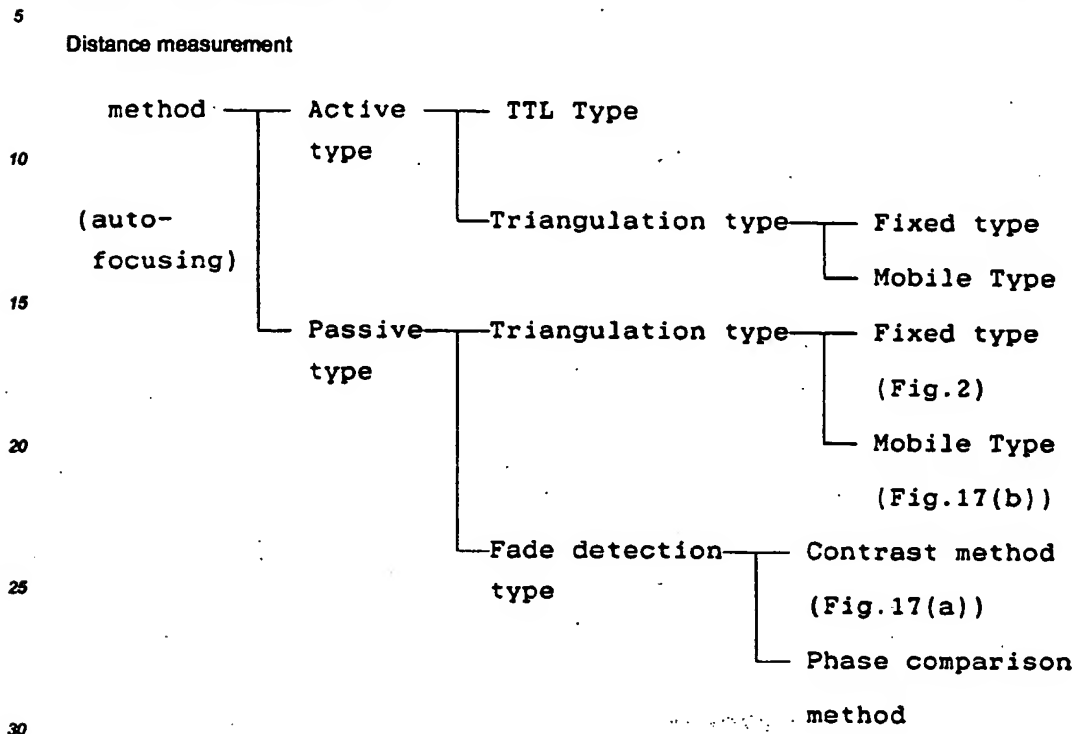 5
Distance measurement
method Active TTL Type
type
10
(auto- Triangulation type Fixed type
focusing) Mobile Type
15
Passive Triangulation type Fixed type
type (Fig.2)
20 Mobile Type
(Fig.17(b))
Fade detection Contrast method
25 type (Fig.17(a))
Phase comparison
30 method